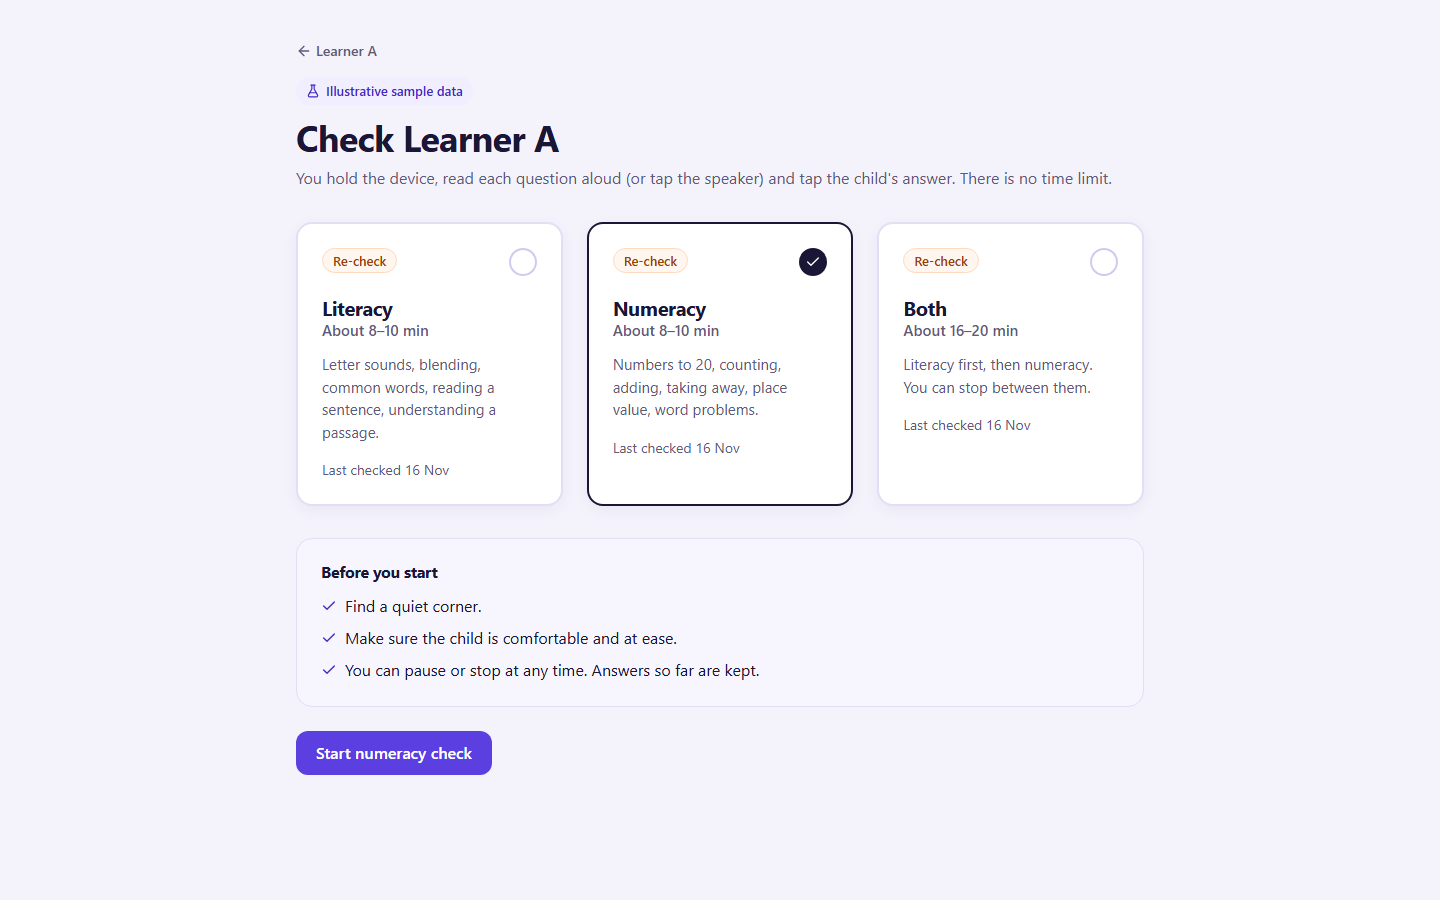 Learner A
Illustrative sample data
Check Learner A
You hold the device, read each question aloud (or tap the speaker) and tap the child's answer. There is no time limit.
Re-check
Literacy
About 8–10 min
Letter sounds, blending,
common words, reading a
sentence, understanding a
passage.
Last checked 16 Nov
Re-check
Numeracy
About 8–10 min
Numbers to 20, counting,
adding, taking away, place
value, word problems.
Last checked 16 Nov
Re-check
Both
About 16–20 min
Literacy first, then numeracy.
You can stop between them.
Last checked 16 Nov
Before you start
Find a quiet corner.
Make sure the child is comfortable and at ease.
You can pause or stop at any time. Answers so far are kept.
Start numeracy check